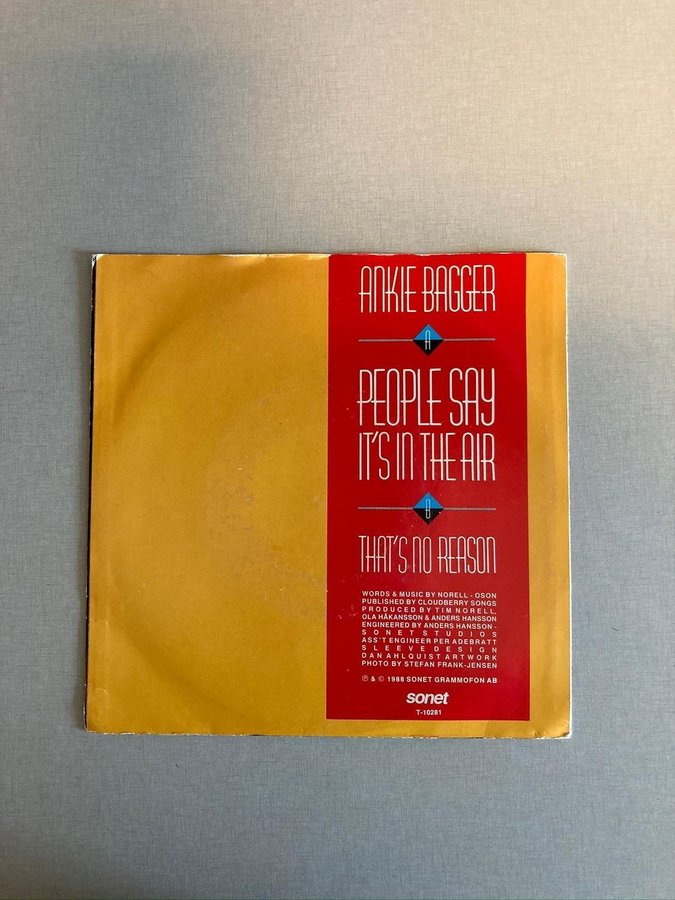 ANKIE BAGGER
A
PEOPLE SAY
IT'S IN THE AIR
B
THAT'S NO REASON
WORDS & MUSIC BY NORELL - OSON
PUBLISHED BY CLOUDBERRY SONGS
PRODUCED BY TIM NORELL,
OLA HÅKANSSON & ANDERS HANSSON
ENGINEERED BY ANDERS HANSSON -
SONET STUDIOS
ASS'T ENGINEER PER ADEBRATT
SLEEVE DESIGN
DAN AHLQUIST ARTWORK
PHOTO BY STEFAN FRANK-JENSEN
℗ & © 1988 SONET GRAMMOFON AB
sonet
T-10281